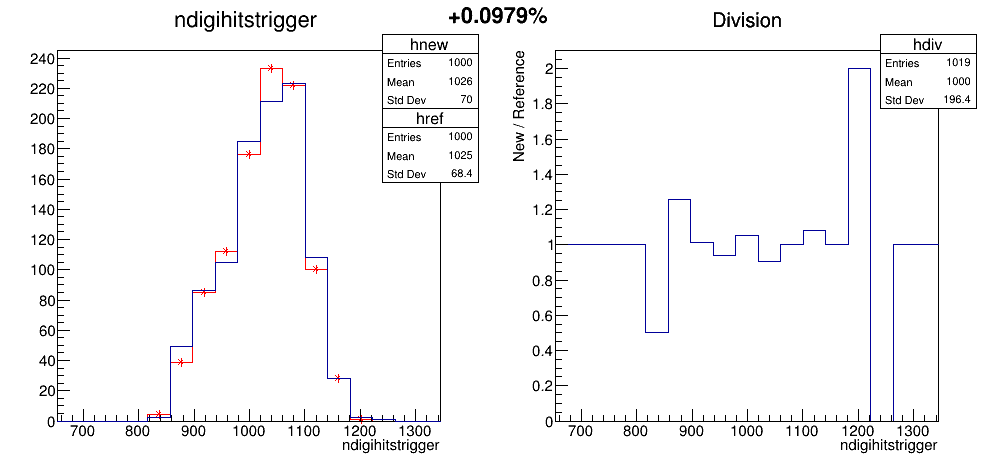 +0.0979%
ndigihitstrigger
hnew
Entries 1000
Mean 1026
Std Dev 70
href
Entries 1000
Mean 1025
Std Dev 68.4
240
220
200
180
160
140
120
100
80
60
40
20
0
700 800 900 1000 1100 1200 1300
ndigihitstrigger
Division
hdiv
Entries 1019
Mean 1000
Std Dev 196.4
New / Reference
2
1.8
1.6
1.4
1.2
1
0.8
0.6
0.4
0.2
0
700 800 900 1000 1100 1200 1300
ndigihitstrigger